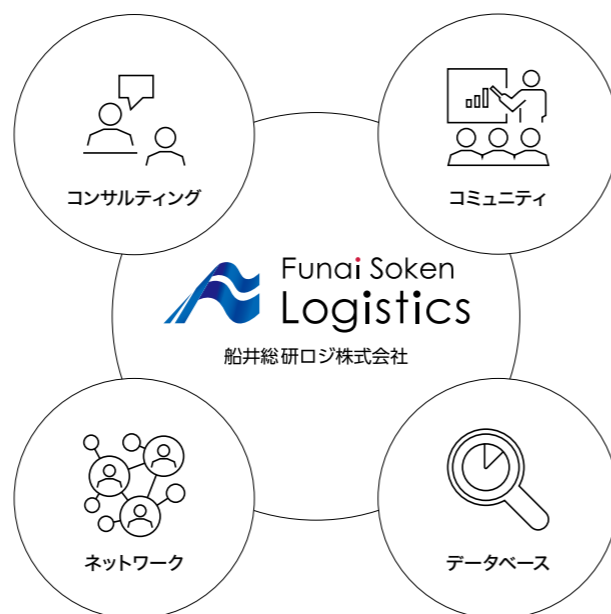 コンサルティング
コミュニティ
Funai Soken
Logistics
船井総研ロジ株式会社
ネットワーク
データベース